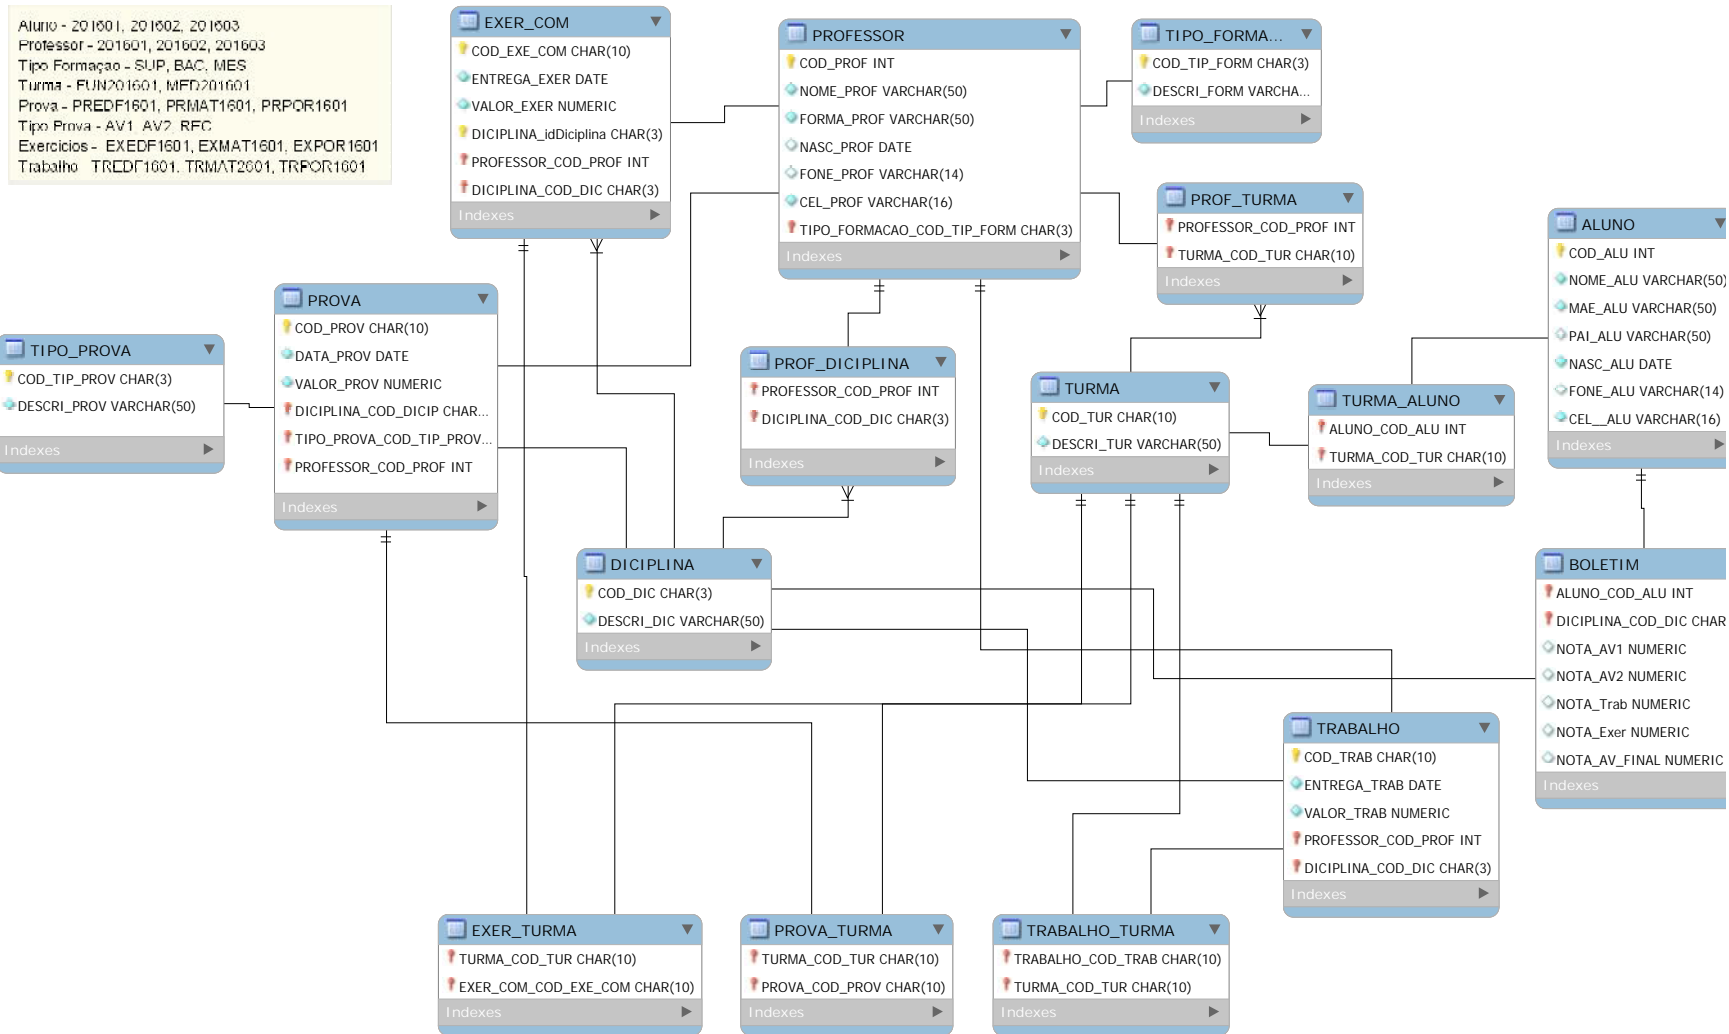 Aluno - 201601, 201602, 201603
Professor - 201601, 201602, 201603
Tipo Formaçao - SUP, BAC, MES
Turma - FUN201601, MED201601
Prova - PREDF1601, PRMAT1601, PRPOR1601
Tipo Prova - AV1, AV2, REC
Exercicios - EXEDF1601, EXMAT1601, EXPOR1601
Trabalho TREDF1601, TRMAT2601, TRPOR1601
EXER_COM
COD_EXE_COM CHAR(10)
ENTREGA_EXER DATE
VALOR_EXER NUMERIC
DICIPLINA_idDiciplina CHAR(3)
PROFESSOR_COD_PROF INT
DICIPLINA_COD_DIC CHAR(3)
Indexes
PROFESSOR
COD_PROF INT
NOME_PROF VARCHAR(50)
FORMA_PROF VARCHAR(50)
NASC_PROF DATE
FONE_PROF VARCHAR(14)
CEL_PROF VARCHAR(16)
TIPO_FORMACAO_COD_TIP_FORM CHAR(3)
Indexes
TIPO_FORMA...
COD_TIP_FORM CHAR(3)
DESCRI_FORM VARCHA...
Indexes
PROF_TURMA
PROFESSOR_COD_PROF INT
TURMA_COD_TUR CHAR(10)
Indexes
ALUNO
COD_ALU INT
NOME_ALU VARCHAR(50)
MAE_ALU VARCHAR(50)
PAI_ALU VARCHAR(50)
NASC_ALU DATE
FONE_ALU VARCHAR(14)
CEL__ALU VARCHAR(16)
Indexes
TIPO_PROVA
COD_TIP_PROV CHAR(3)
DESCRI_PROV VARCHAR(50)
Indexes
PROVA
COD_PROV CHAR(10)
DATA_PROV DATE
VALOR_PROV NUMERIC
DICIPLINA_COD_DICIP CHAR...
TIPO_PROVA_COD_TIP_PROV...
PROFESSOR_COD_PROF INT
Indexes
PROF_DICIPLINA
PROFESSOR_COD_PROF INT
DICIPLINA_COD_DIC CHAR(3)
Indexes
TURMA
COD_TUR CHAR(10)
DESCRI_TUR VARCHAR(50)
Indexes
TURMA_ALUNO
ALUNO_COD_ALU INT
TURMA_COD_TUR CHAR(10)
Indexes
DICIPLINA
COD_DIC CHAR(3)
DESCRI_DIC VARCHAR(50)
Indexes
BOLETIM
ALUNO_COD_ALU INT
DICIPLINA_COD_DIC CHAR
NOTA_AV1 NUMERIC
NOTA_AV2 NUMERIC
NOTA_Trab NUMERIC
NOTA_Exer NUMERIC
NOTA_AV_FINAL NUMERIC
Indexes
TRABALHO
COD_TRAB CHAR(10)
ENTREGA_TRAB DATE
VALOR_TRAB NUMERIC
PROFESSOR_COD_PROF INT
DICIPLINA_COD_DIC CHAR(3)
Indexes
EXER_TURMA
TURMA_COD_TUR CHAR(10)
EXER_COM_COD_EXE_COM CHAR(10)
Indexes
PROVA_TURMA
TURMA_COD_TUR CHAR(10)
PROVA_COD_PROV CHAR(10)
Indexes
TRABALHO_TURMA
TRABALHO_COD_TRAB CHAR(10)
TURMA_COD_TUR CHAR(10)
Indexes